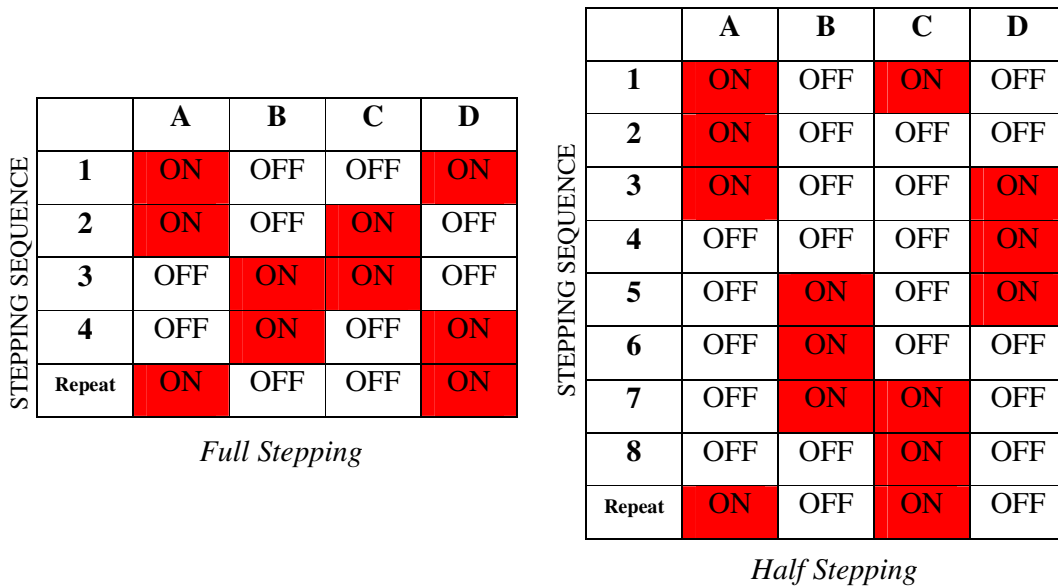 A B C D
STEPPING SEQUENCE
1 ON OFF OFF ON
2 ON OFF ON OFF
3 OFF ON ON OFF
4 OFF ON OFF ON
Repeat ON OFF OFF ON
Full Stepping
A B C D
STEPPING SEQUENCE
1 ON OFF ON OFF
2 ON OFF OFF OFF
3 ON OFF OFF ON
4 OFF OFF OFF ON
5 OFF ON OFF ON
6 OFF ON OFF OFF
7 OFF ON ON OFF
8 OFF OFF ON OFF
Repeat ON OFF ON OFF
Half Stepping